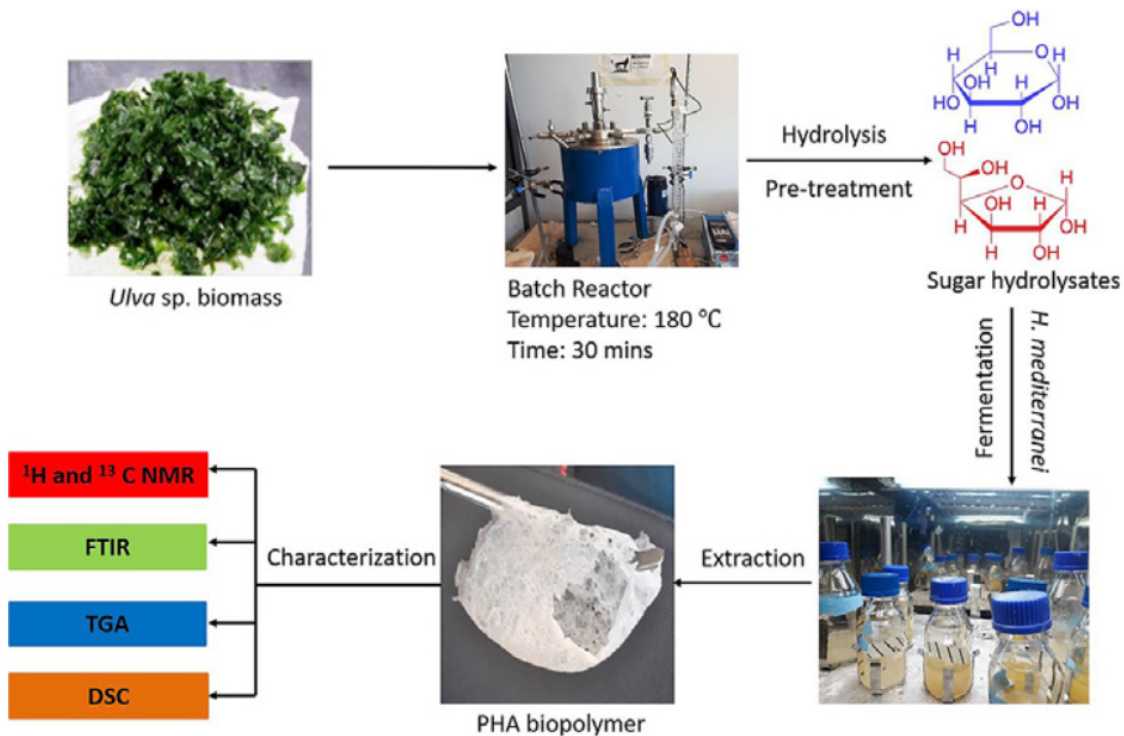 Ulva sp. biomass
Batch Reactor
Temperature: 180 °C
Time: 30 mins
Hydrolysis
Pre-treatment
OH
H
H
O
H
OH
HO
H
OH
H
OH
OH
OH
O
H
OH
H
H
H
OH
OH
H
Sugar hydrolysates
Fermentation
H. mediterranei
Extraction
PHA biopolymer
Characterization
¹H and ¹³ C NMR
FTIR
TGA
DSC